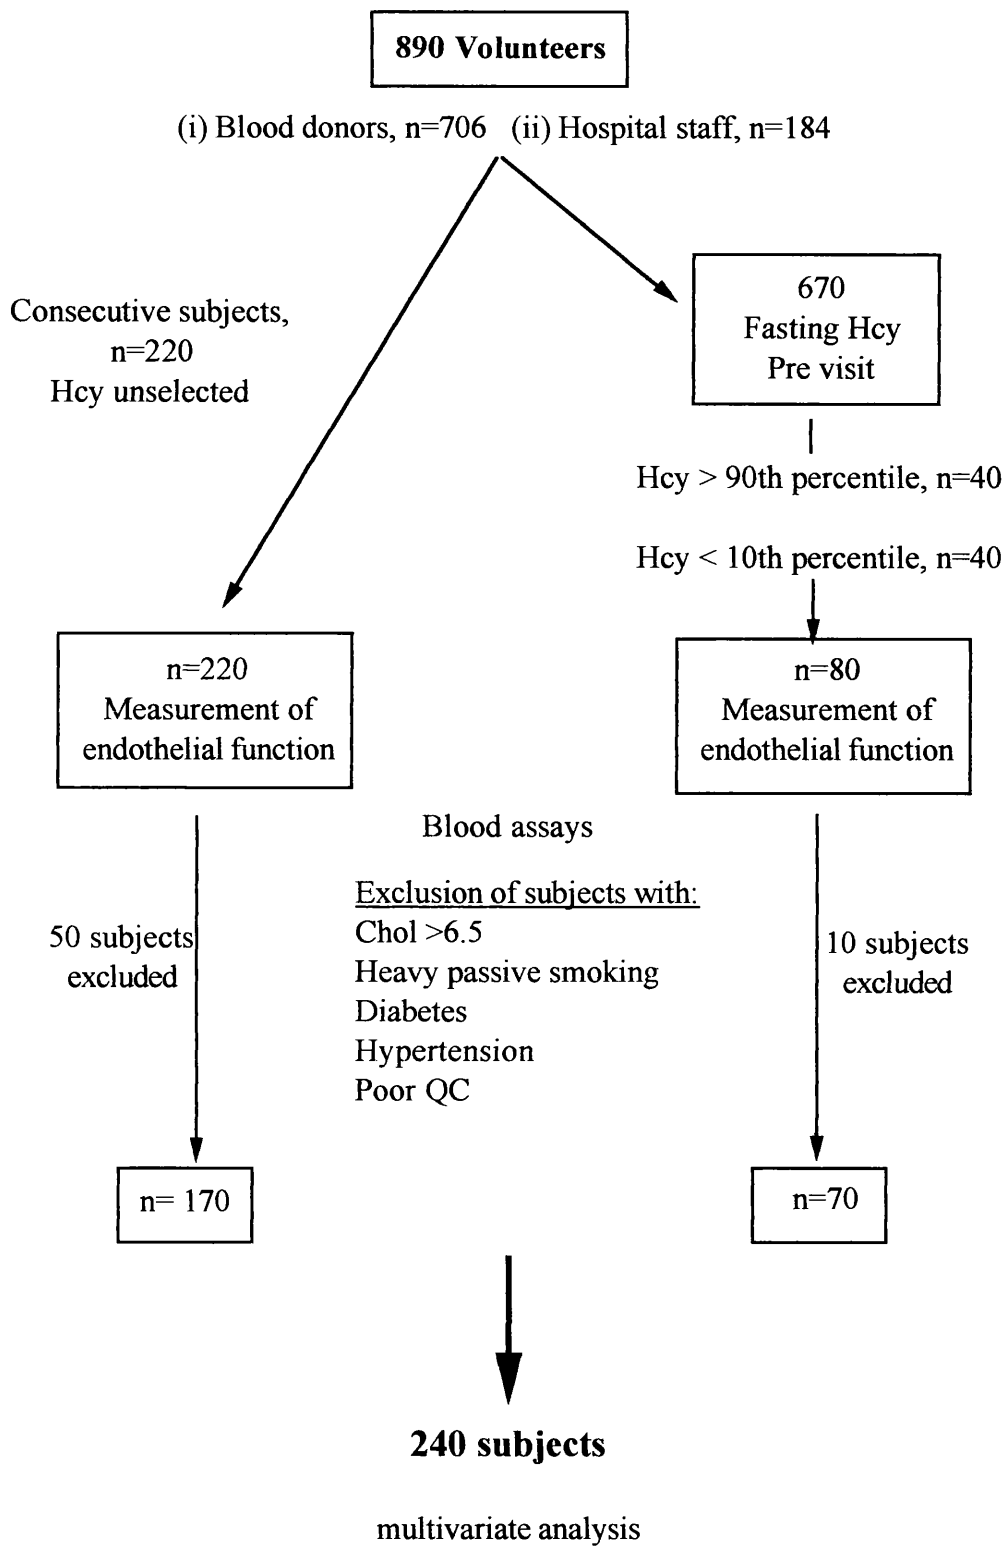 890 Volunteers
(i) Blood donors, n=706 (ii) Hospital staff, n=184
Consecutive subjects,
n=220
Hcy unselected
670
Fasting Hcy
Pre visit
Hcy > 90th percentile, n=40
Hcy < 10th percentile, n=40
n=220
Measurement of
endothelial function
n=80
Measurement of
endothelial function
Blood assays
Exclusion of subjects with:
Chol >6.5
Heavy passive smoking
Diabetes
Hypertension
Poor QC
50 subjects
excluded
10 subjects
excluded
n= 170
n=70
240 subjects
multivariate analysis